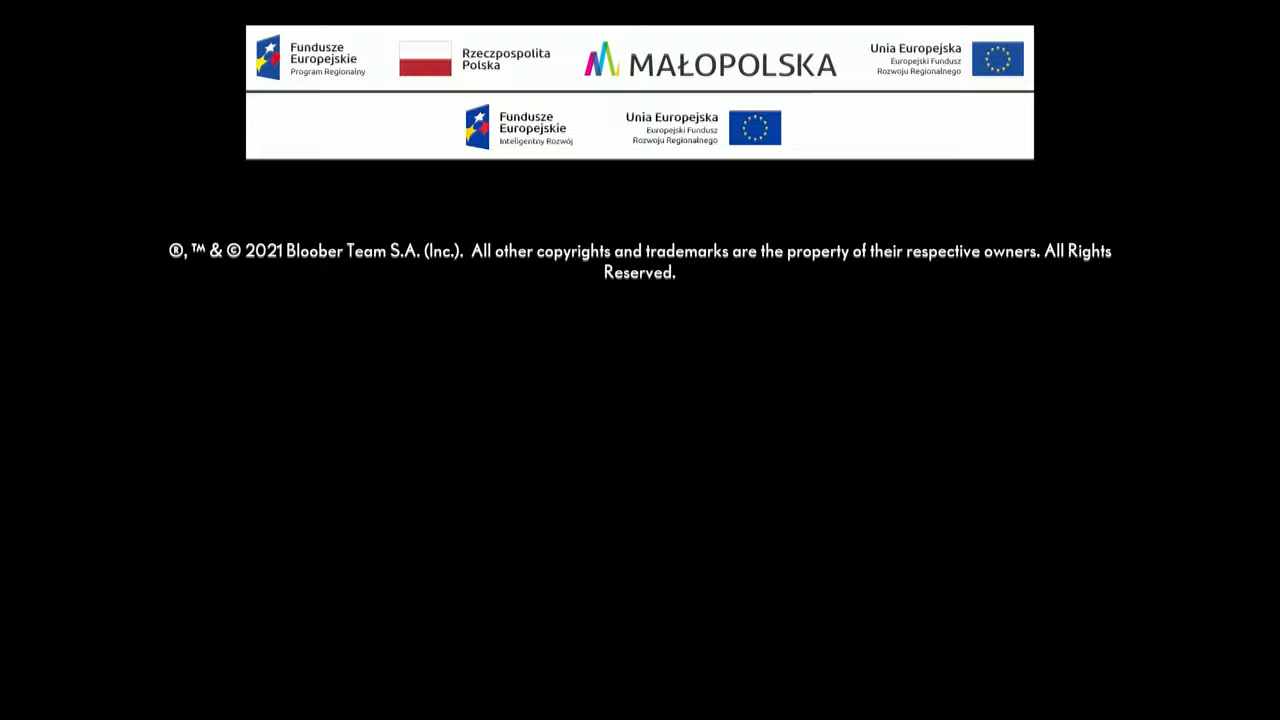 Fundusze
Europejskie
Program Regionalny
Rzeczpospolita
Polska
MAŁOPOLSKA
Unia Europejska
Europejski Fundusz
Rozwoju Regionalnego
Fundusze
Europejskie
Inteligentny Rozwój
Unia Europejska
Europejski Fundusz
Rozwoju Regionalnego
®, ™ & © 2021 Bloober Team S.A. (Inc.).  All other copyrights and trademarks are the property of their respective owners. All Rights
Reserved.